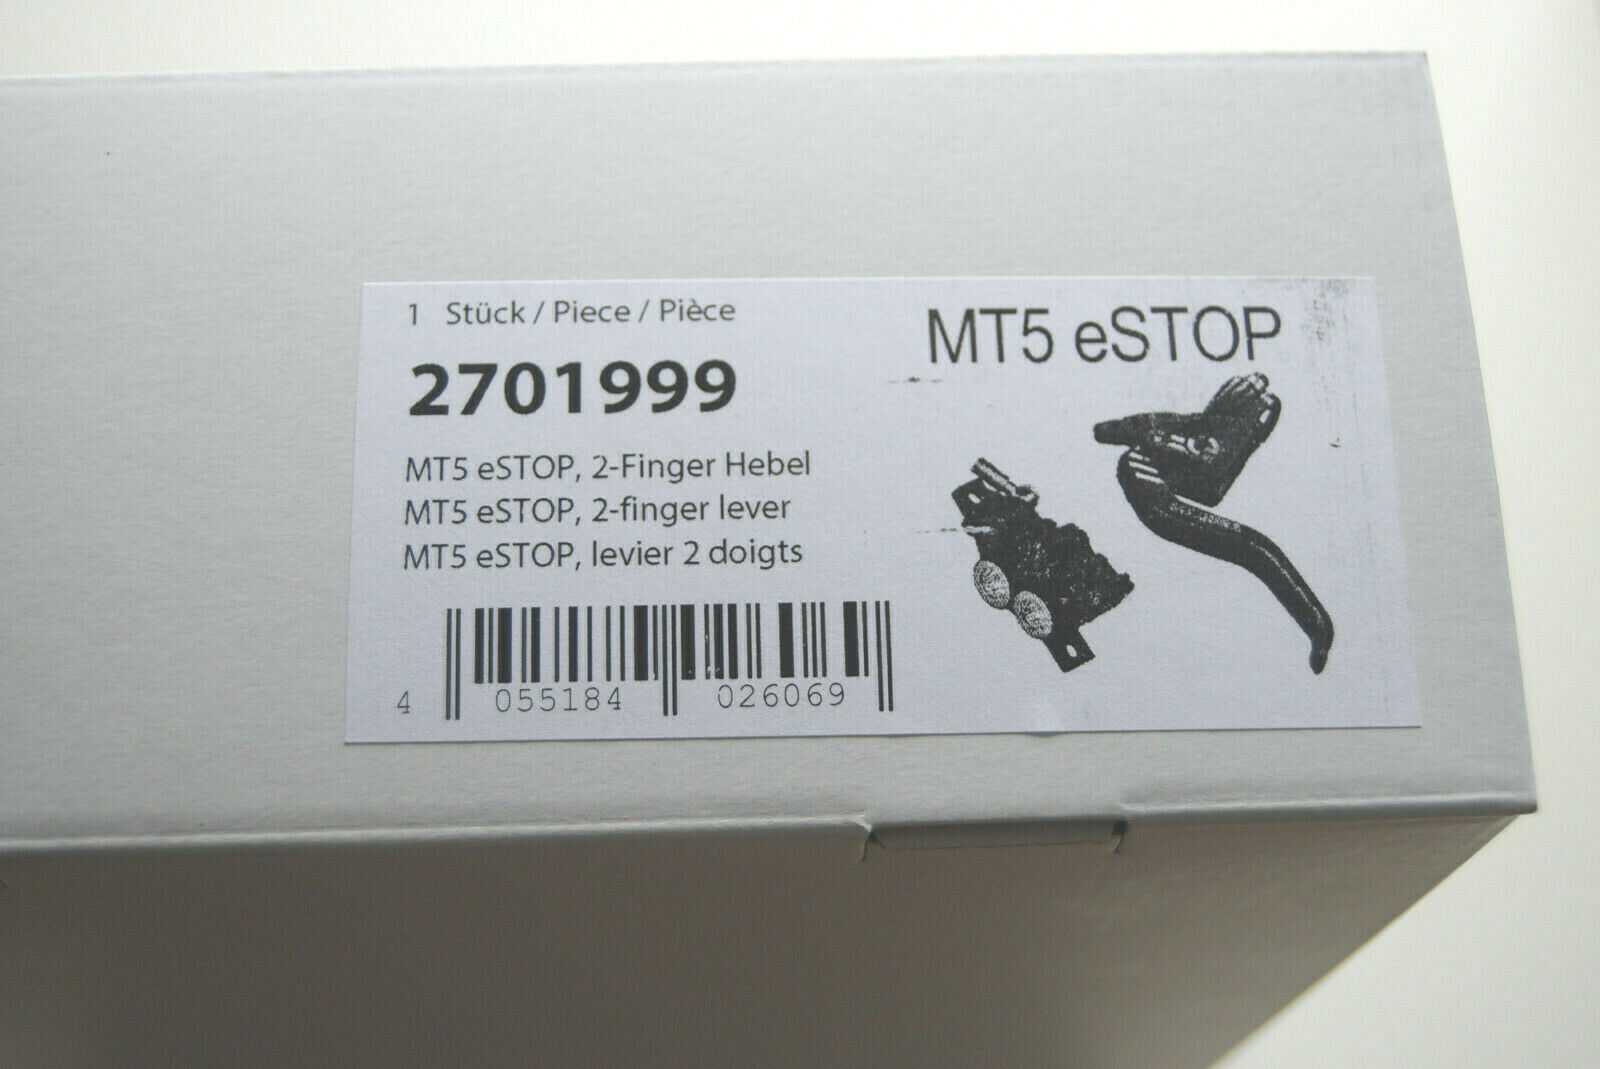 1 Stück / Piece / Pièce
2701999
MT5 eSTOP, 2-Finger Hebel
MT5 eSTOP, 2-finger lever
MT5 eSTOP, levier 2 doigts
4 055184 026069
MT5 eSTOP